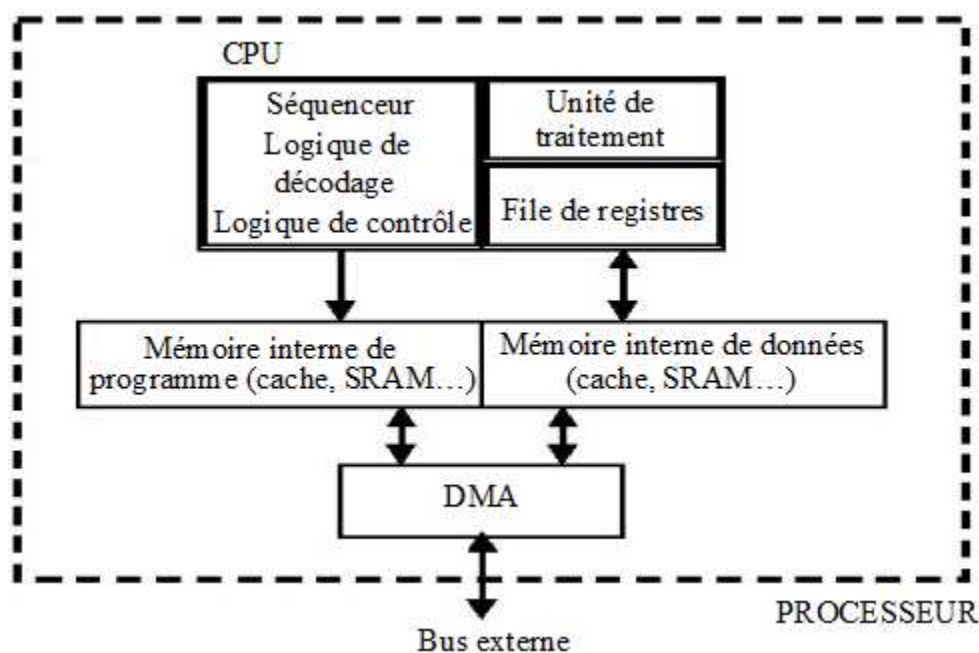 CPU
Séquenceur
Logique de
décodage
Logique de contrôle
Unité de
traitement
File de registres
Mémoire interne de
programme (cache, SRAM…)
Mémoire interne de données
(cache, SRAM…)
DMA
PROCESSEUR
Bus externe